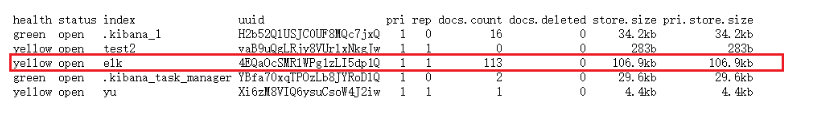 health status index uuid pri rep docs.count docs.deleted store.size pri.store.size
green open .kibana_1 H2b52Q1USJCOUF8MQc7jxQ 1 0 16 0 34.2kb 34.2kb
yellow open test2 vaB9uQgLRjy8VUrlxNkgJw 1 1 0 0 283b 283b
yellow open elk 4EQaOcSMR1WPg1zLI5dp1Q 1 1 113 0 106.9kb 106.9kb
green open .kibana_task_manager YBfa70xqTPOzLb8JYRoD1Q 1 0 2 0 29.6kb 29.6kb
yellow open yu Xi6zM8VIQ6ysuCsoW4J2iw 1 1 1 0 4.4kb 4.4kb